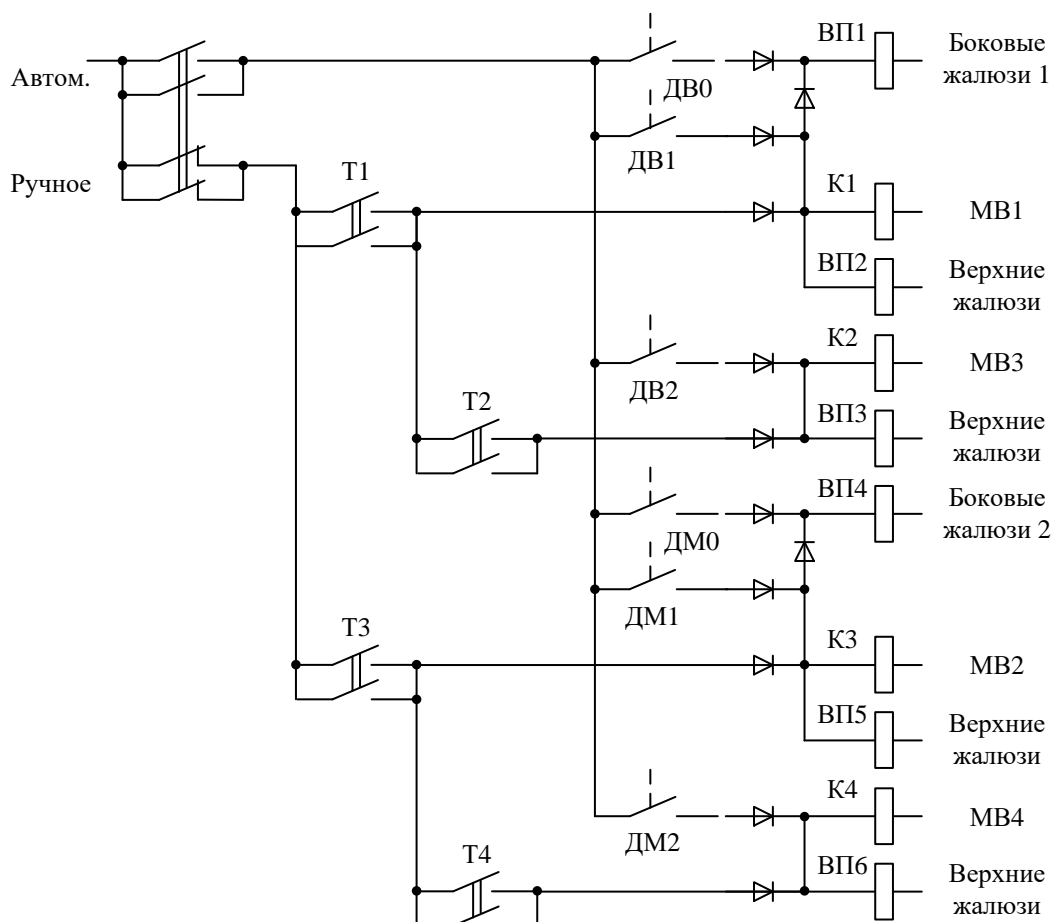 ВП1
Боковые
жалюзи 1
Автом.
ДВ0
ДВ1
Ручное
Т1
К1
МВ1
ВП2
Верхние
жалюзи
К2
МВ3
ДВ2
Т2
ВП3
Верхние
жалюзи
ВП4
Боковые
жалюзи 2
ДМ0
ДМ1
Т3
К3
МВ2
ВП5
Верхние
жалюзи
К4
МВ4
ДМ2
Т4
ВП6
Верхние
жалюзи